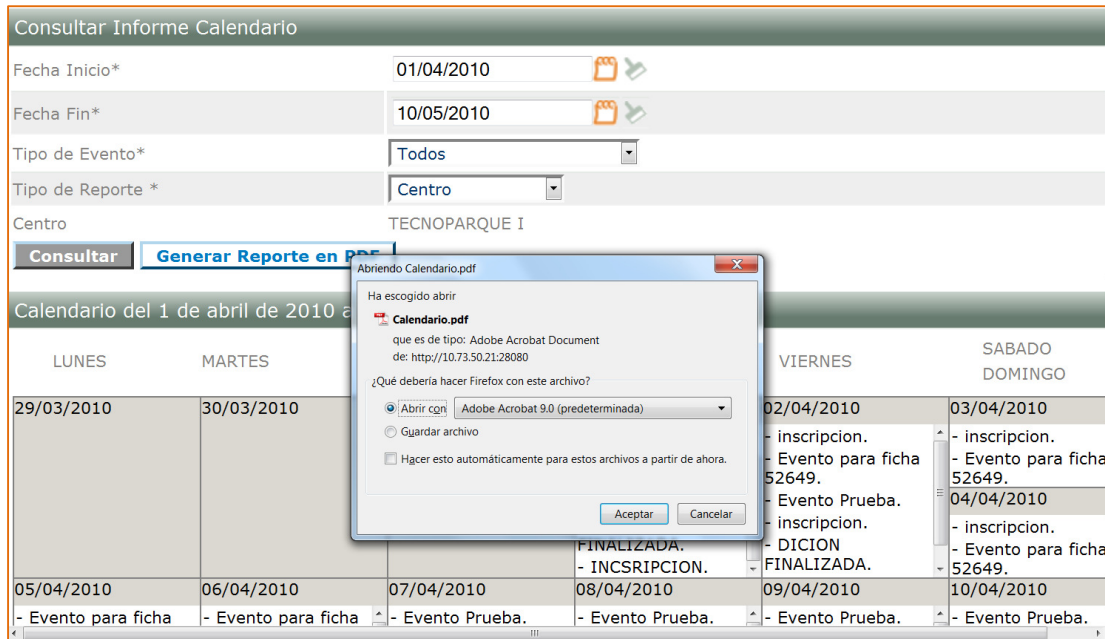 Consultar Informe Calendario
Fecha Inicio*
01/04/2010
Fecha Fin*
10/05/2010
Tipo de Evento*
Todos
Tipo de Reporte *
Centro
Centro
TECNOPARQUE I
Consultar
Generar Reporte en PDF
Abriendo Calendario.pdf
Ha escogido abrir
Calendario.pdf
que es de tipo: Adobe Acrobat Document
de: http://10.73.50.21:28080
¿Qué debería hacer Firefox con este archivo?
Abrir con
Adobe Acrobat 9.0 (predeterminada)
Guardar archivo
Hacer esto automáticamente para estos archivos a partir de ahora.
Aceptar
Cancelar
Calendario del 1 de abril de 2010 a
LUNES
MARTES
VIERNES
SABADO
DOMINGO
29/03/2010
30/03/2010
FINALIZADA.
- INCSRIPCION.
02/04/2010
- inscripcion.
- Evento para ficha
52649.
- Evento Prueba.
- inscripcion.
- DICION
FINALIZADA.
03/04/2010
- inscripcion.
- Evento para ficha
52649.
04/04/2010
- inscripcion.
- Evento para ficha
52649.
05/04/2010
06/04/2010
07/04/2010
08/04/2010
09/04/2010
10/04/2010
- Evento para ficha
- Evento para ficha
- Evento Prueba.
- Evento Prueba.
- Evento Prueba.
- Evento Prueba.